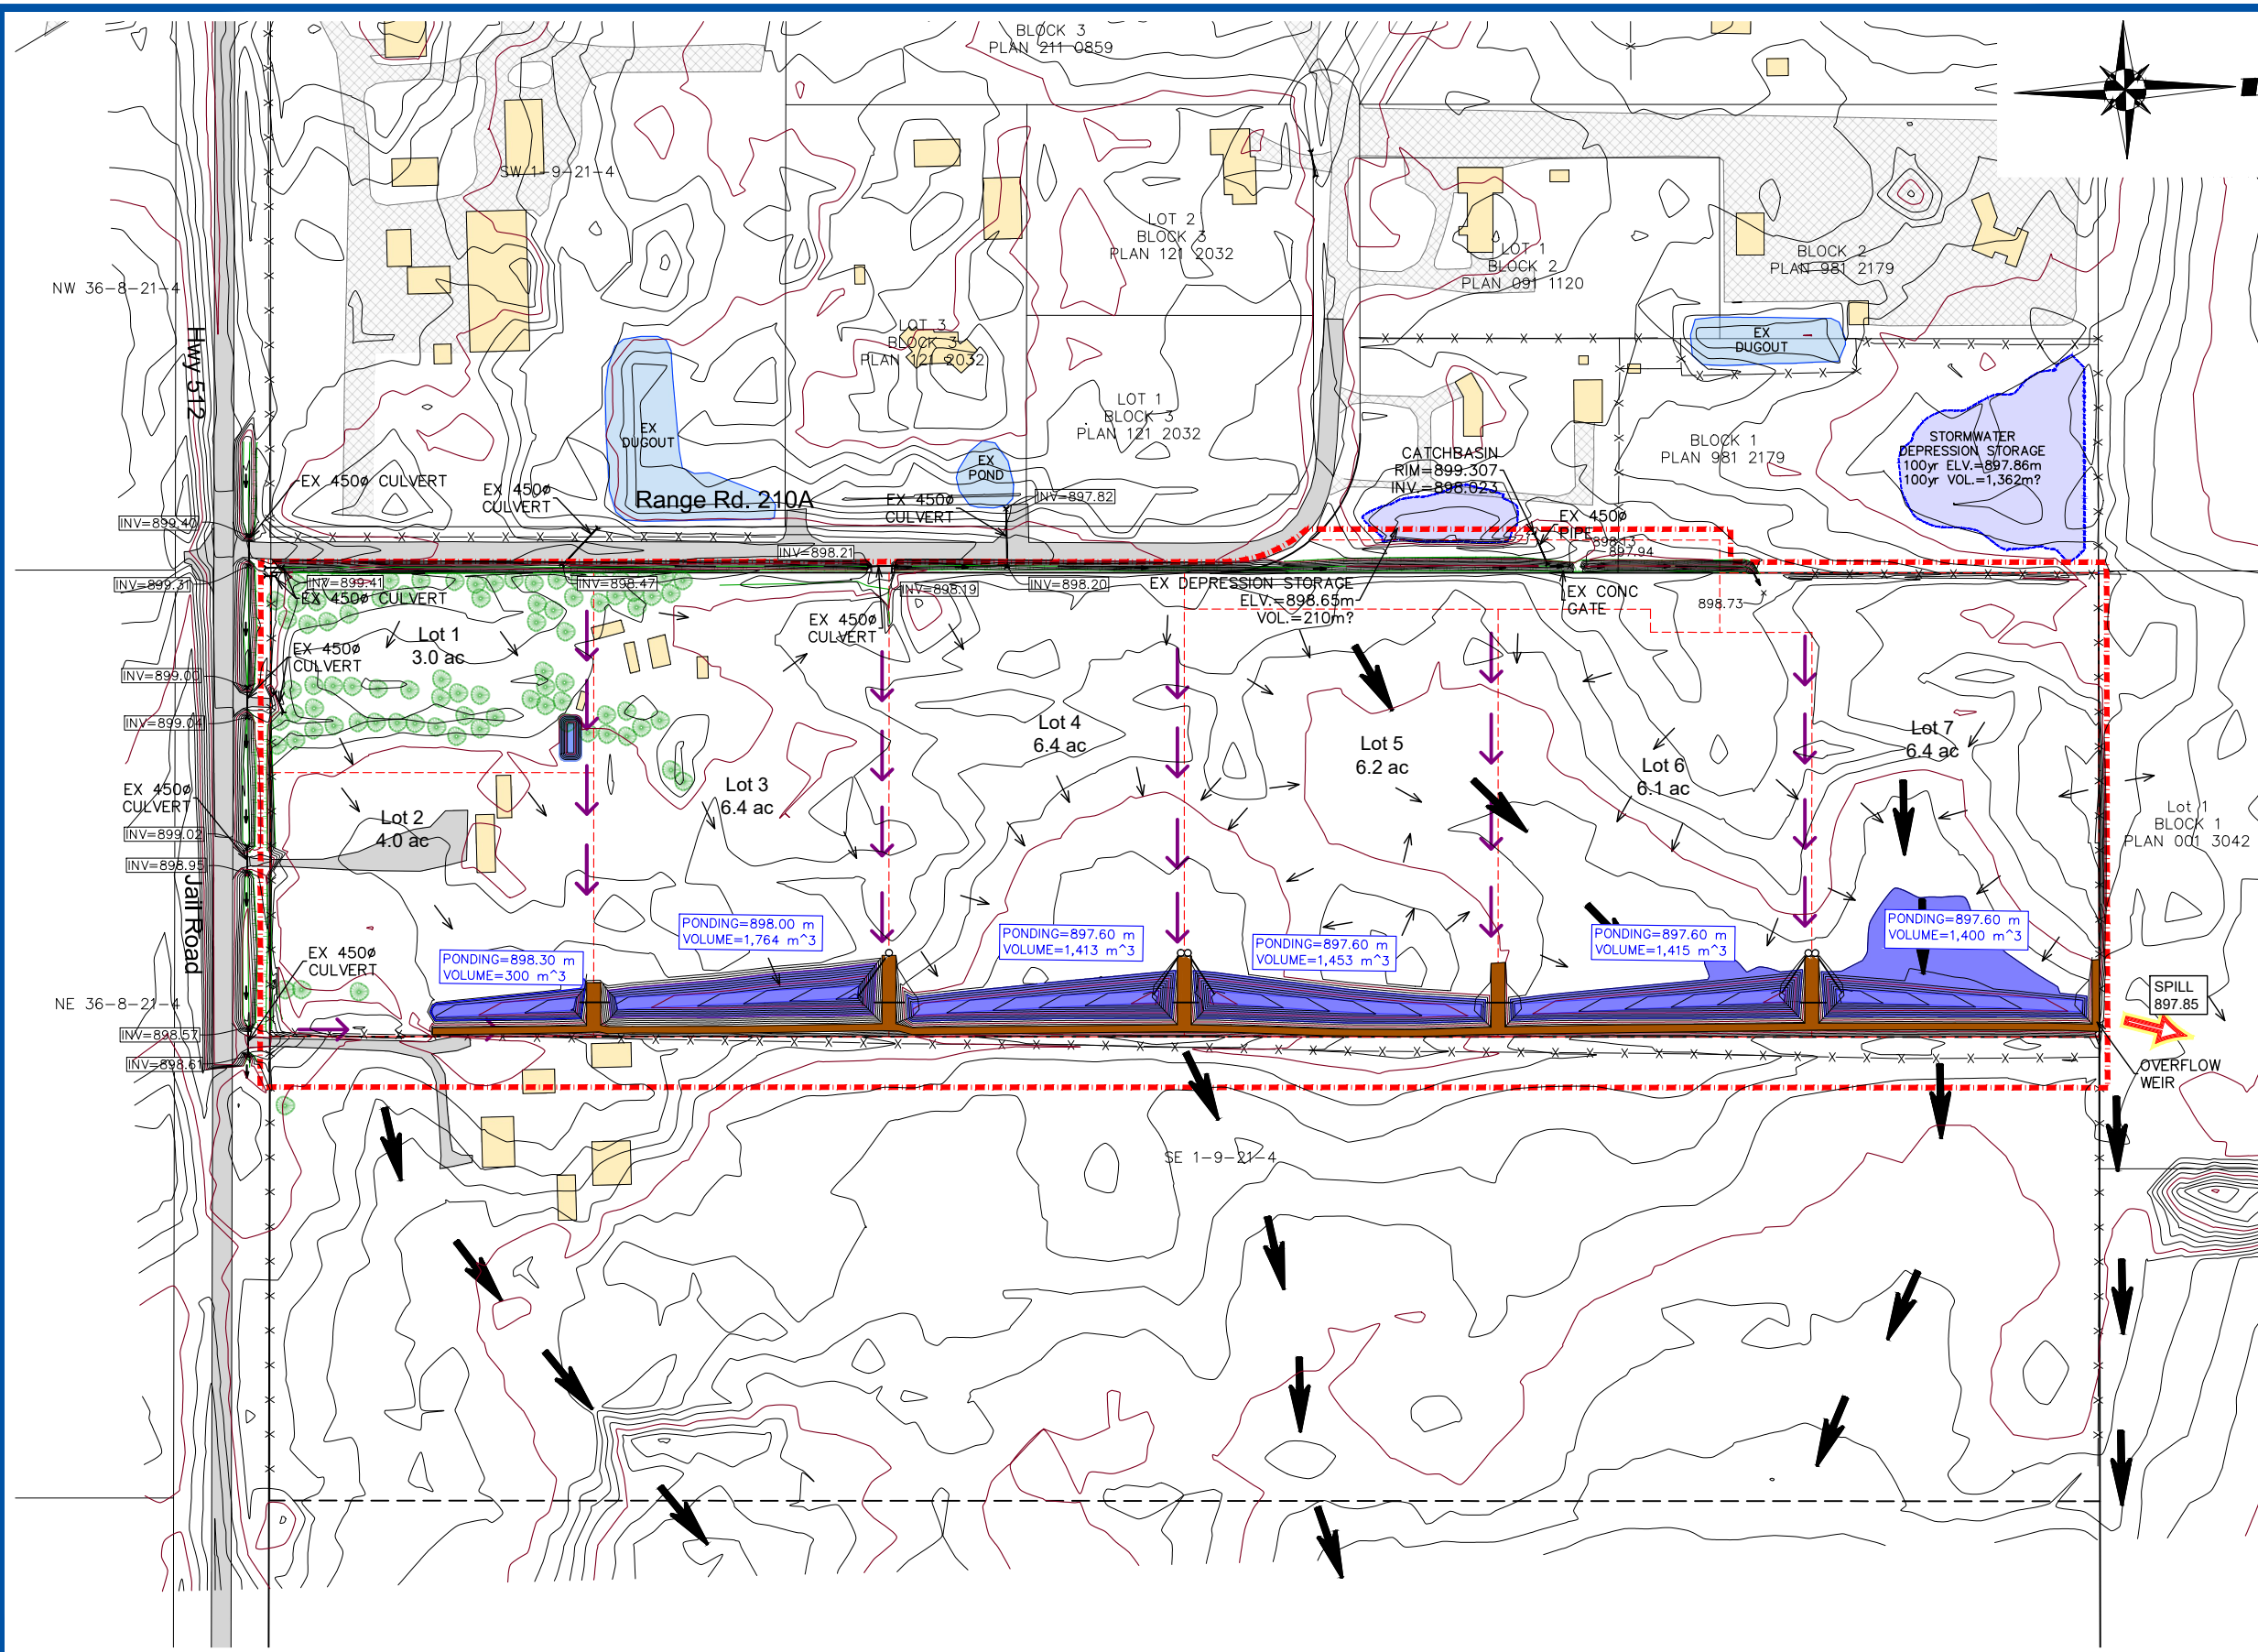 BLOCK 3
PLAN 211 0859
SW 1-9-21-4
LOT 2
BLOCK 3
PLAN 121 2032
LOT 1
BLOCK 2
PLAN 091 1120
BLOCK 2
PLAN 981 2179
NW 36-8-21-4
Hwy 512
LOT 3
BLOCK 3
PLAN 121 2032
EX
DUGOUT
LOT 1
BLOCK 3
PLAN 121 2032
EX
DUGOUT
EX
POND
BLOCK 1
PLAN 981 2179
STORMWATER
DEPRESSION STORAGE
100yr ELV.=897.86m
100yr VOL.=1,362m?
CATCHBASIN
RIM=899.307
INV.=898.023
EX 450ø CULVERT
EX 450ø
CULVERT
Range Rd. 210A
EX 450ø
CULVERT
INV=897.82
INV=899.40
EX 450ø
PIPE
898.13
897.94
INV=898.21
INV=899.31
INV=899.41
EX 450ø CULVERT
INV=898.47
INV=898.19
INV=898.20
EX DEPRESSION STORAGE
ELV.=898.65m
VOL.=210m?
EX CONC
GATE
898.73
EX 450ø
CULVERT
Lot 1
3.0 ac
EX 450ø
CULVERT
INV=899.00
INV=899.04
Lot 4
6.4 ac
Lot 5
6.2 ac
Lot 6
6.1 ac
Lot 7
6.4 ac
Lot 3
6.4 ac
EX 450ø
CULVERT
Lot 2
4.0 ac
INV=899.02
INV=898.95
Lot 1
BLOCK 1
PLAN 001 3042
Jail Road
EX 450ø
CULVERT
PONDING=898.30 m
VOLUME=300 m^3
PONDING=898.00 m
VOLUME=1,764 m^3
PONDING=897.60 m
VOLUME=1,413 m^3
PONDING=897.60 m
VOLUME=1,453 m^3
PONDING=897.60 m
VOLUME=1,415 m^3
PONDING=897.60 m
VOLUME=1,400 m^3
NE 36-8-21-4
INV=898.57
INV=898.61
SPILL
897.85
OVERFLOW
WEIR
SE 1-9-21-4